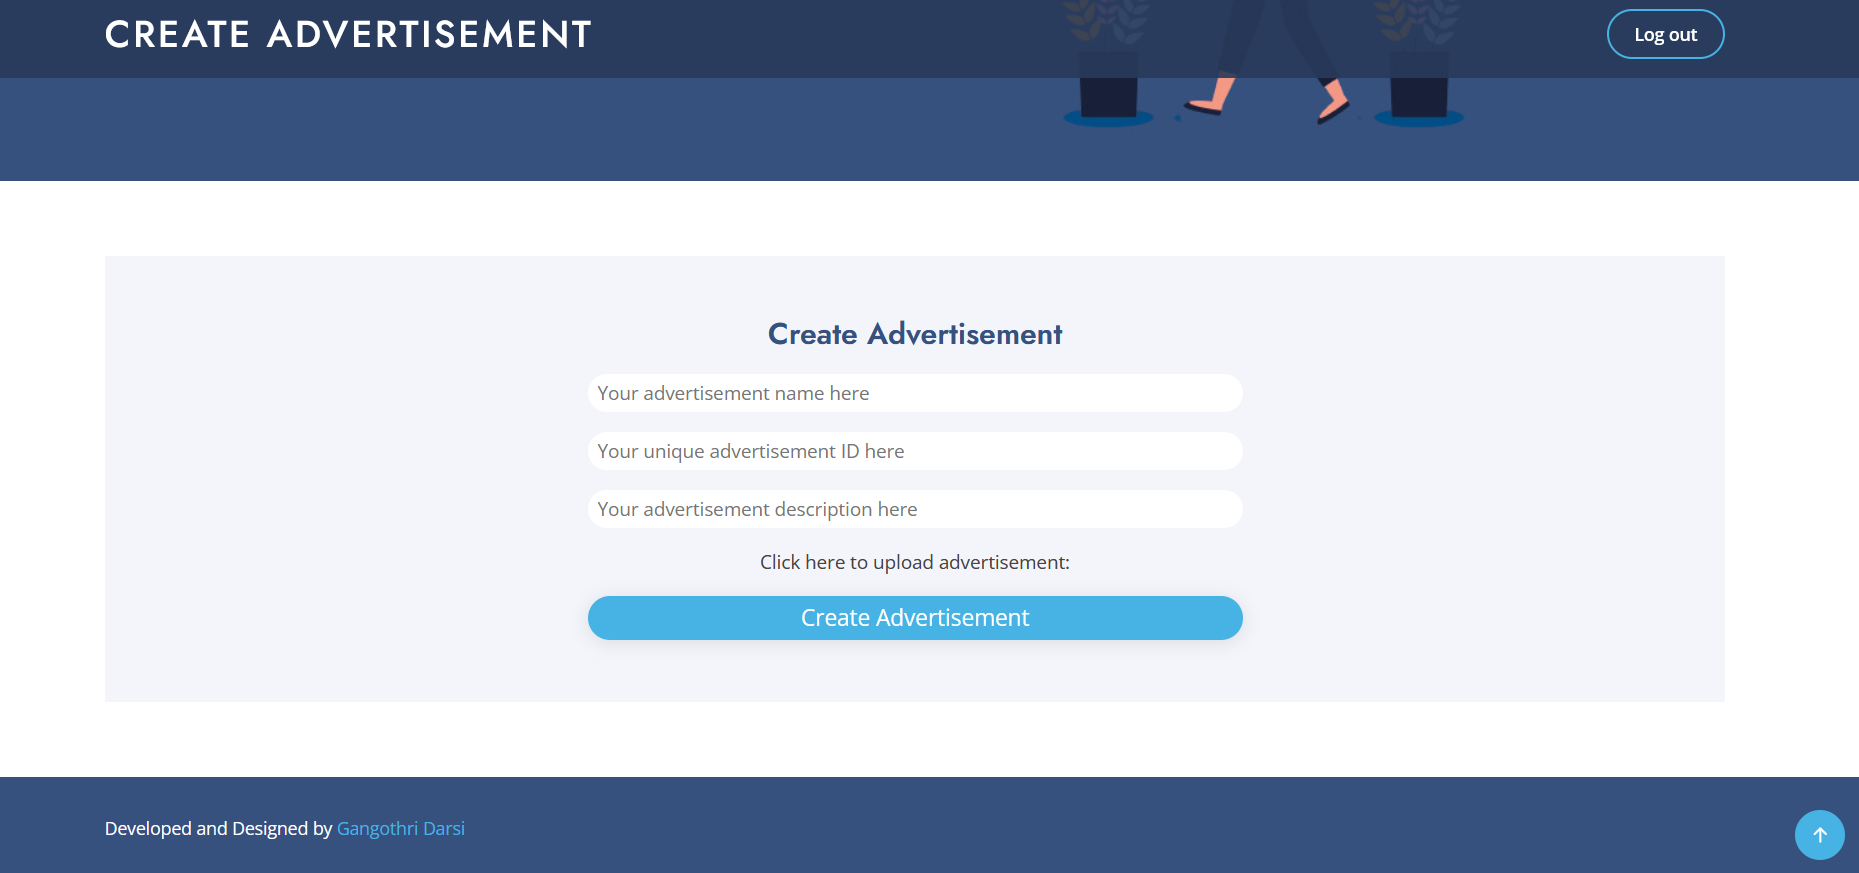 CREATE ADVERTISEMENT
Log out
Create Advertisement
Your advertisement name here
Your unique advertisement ID here
Your advertisement description here
Click here to upload advertisement:
Create Advertisement
Developed and Designed by Gangothri Darsi